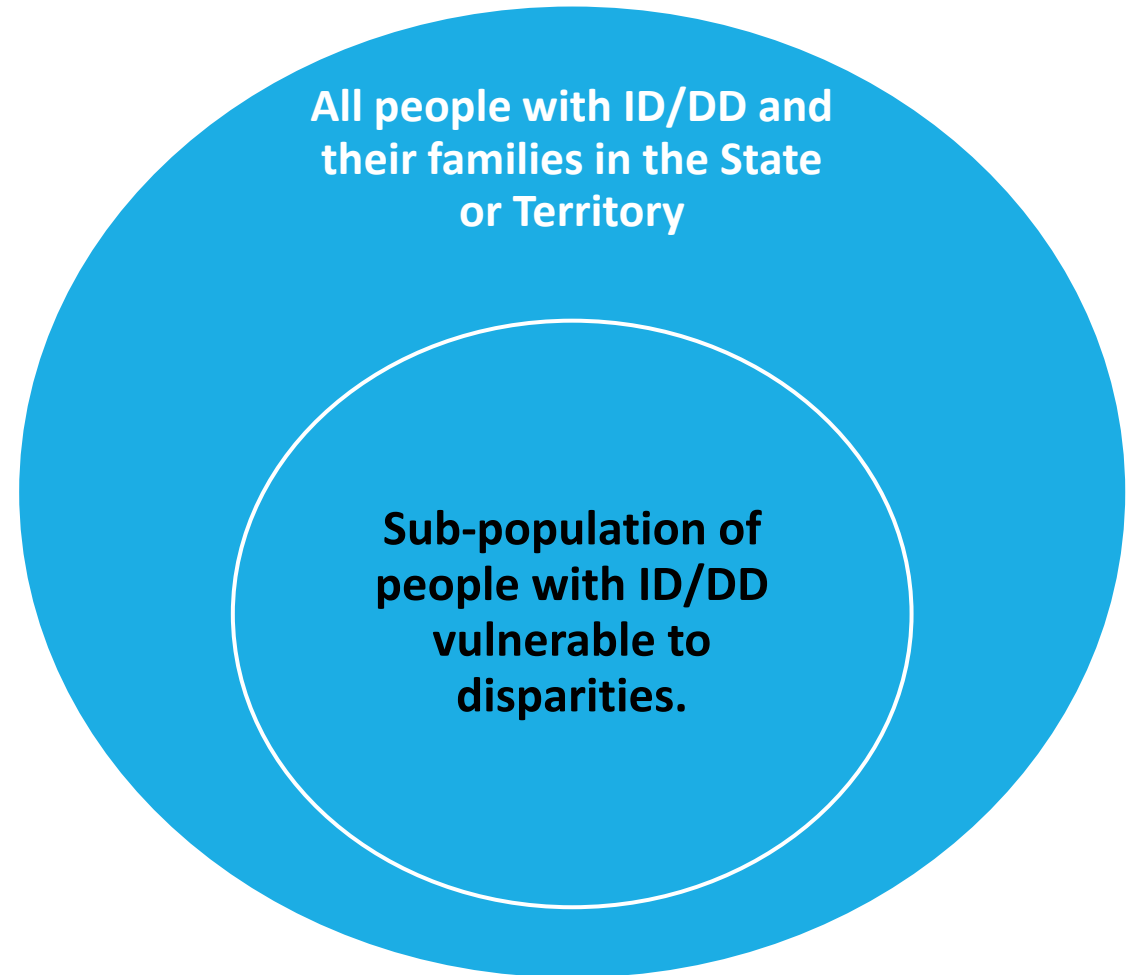 All people with ID/DD and
their families in the State
or Territory
Sub-population of
people with ID/DD
vulnerable to
disparities.